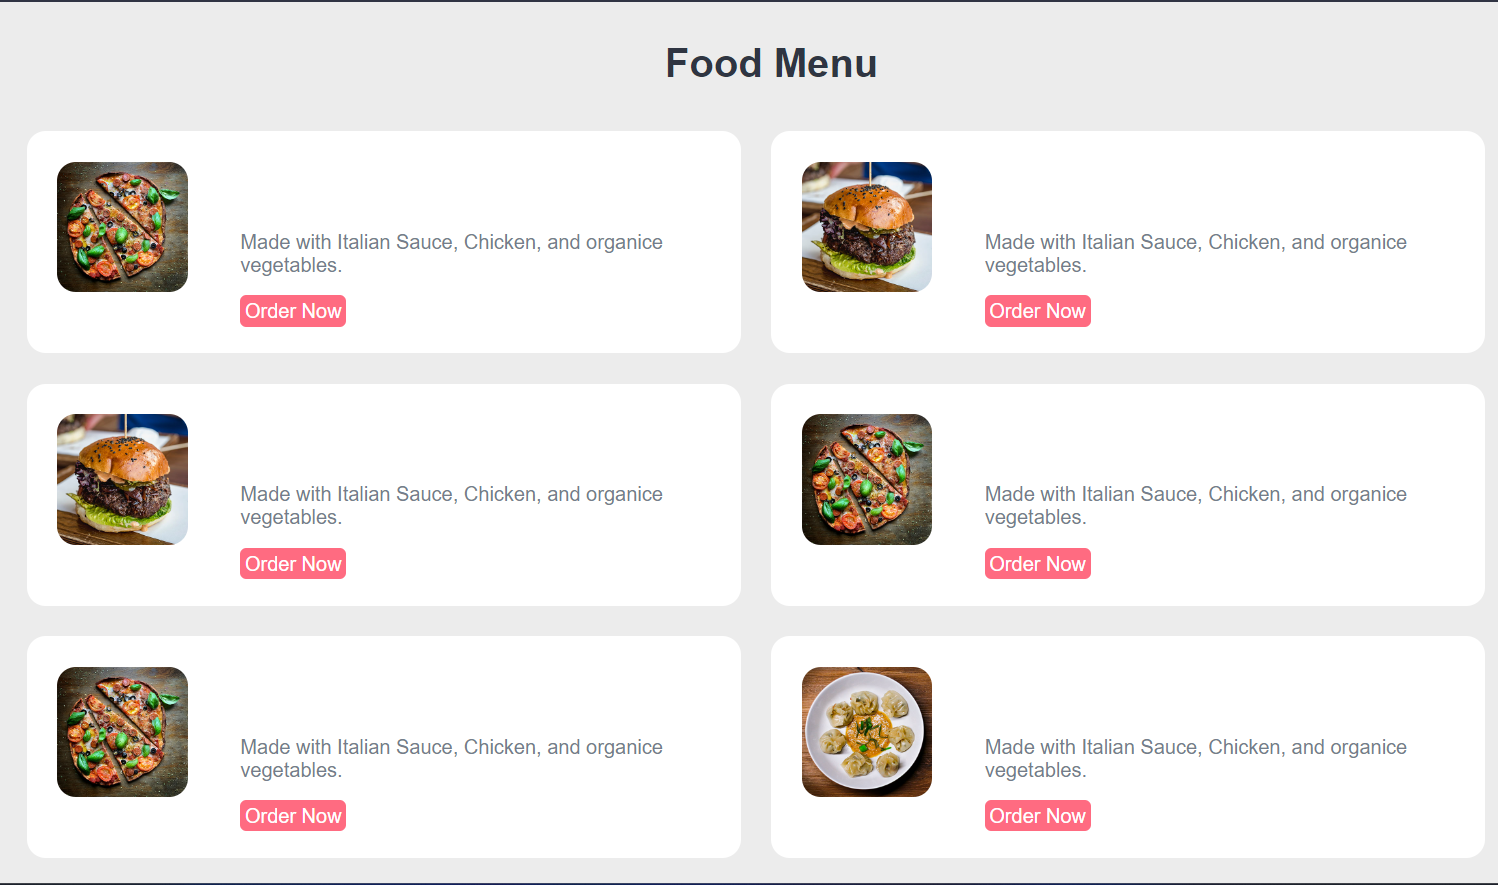 Food Menu
Made with Italian Sauce, Chicken, and organice
vegetables.
Order Now
Made with Italian Sauce, Chicken, and organice
vegetables.
Order Now
Made with Italian Sauce, Chicken, and organice
vegetables.
Order Now
Made with Italian Sauce, Chicken, and organice
vegetables.
Order Now
Made with Italian Sauce, Chicken, and organice
vegetables.
Order Now
Made with Italian Sauce, Chicken, and organice
vegetables.
Order Now